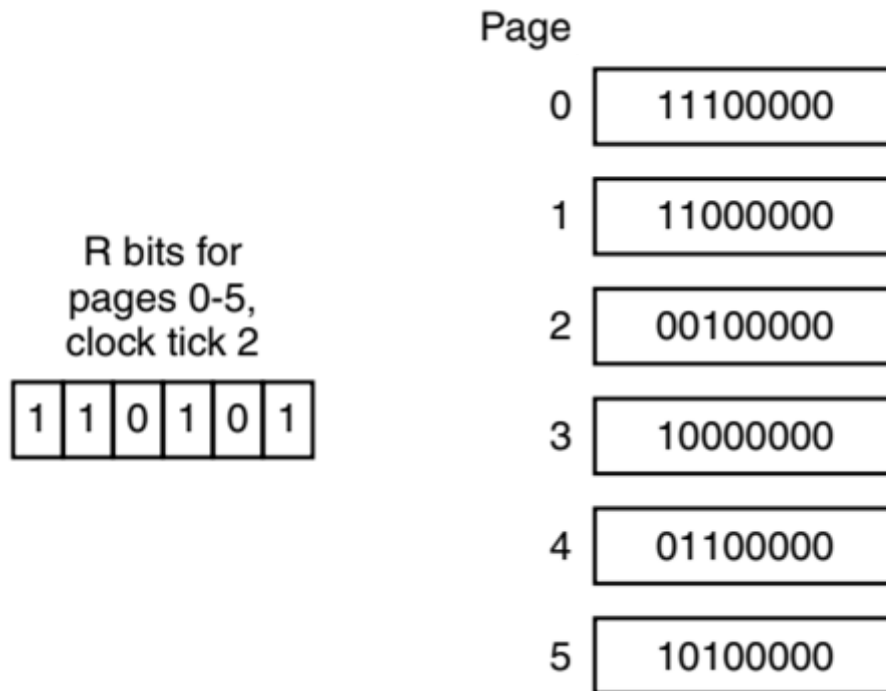 Page
0 11100000
1 11000000
R bits for
pages 0-5,
clock tick 2
1 1 0 1 0 1
2 00100000
3 10000000
4 01100000
5 10100000